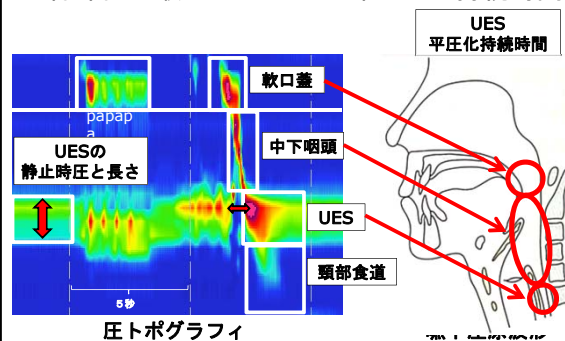 UES
平圧化持続時間
軟口蓋
papap
a
中下咽頭
UESの
静止時圧と長さ
UES
頸部食道
5秒
圧トポグラフィ